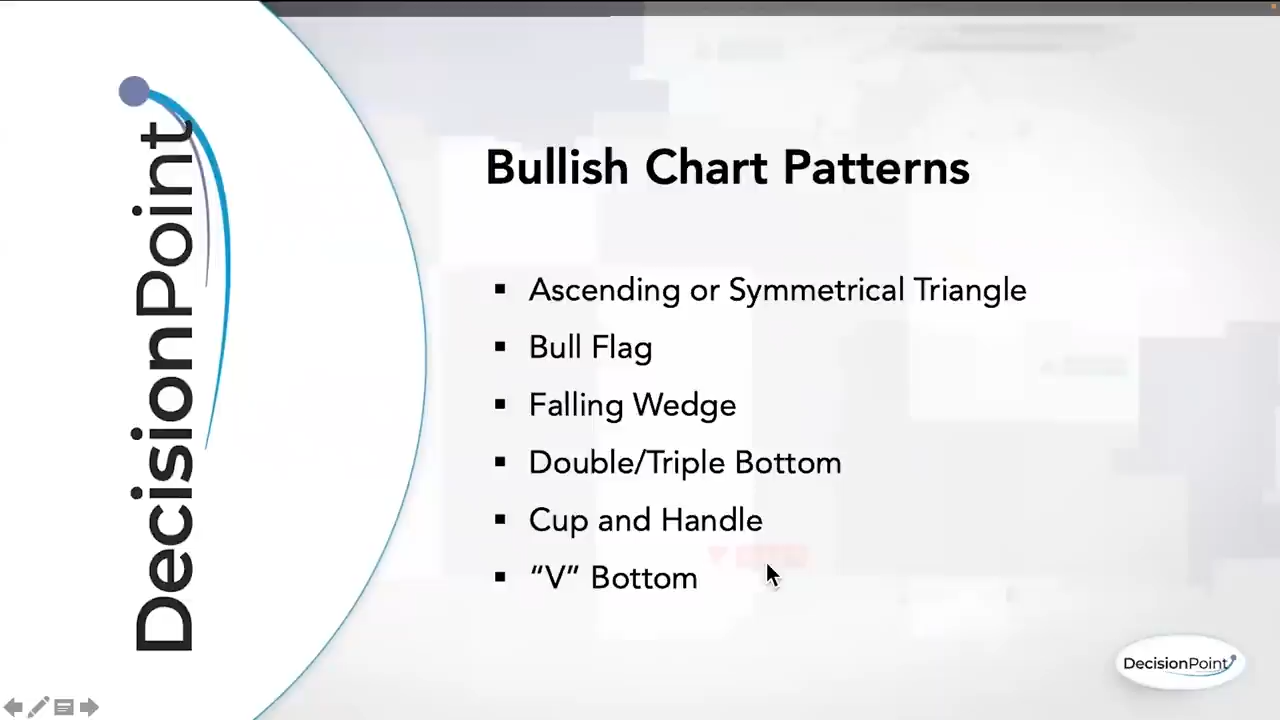 DecisionPoint
Bullish Chart Patterns
▪ Ascending or Symmetrical Triangle
▪ Bull Flag
▪ Falling Wedge
▪ Double/Triple Bottom
▪ Cup and Handle
▪ “V” Bottom
DecisionPoint